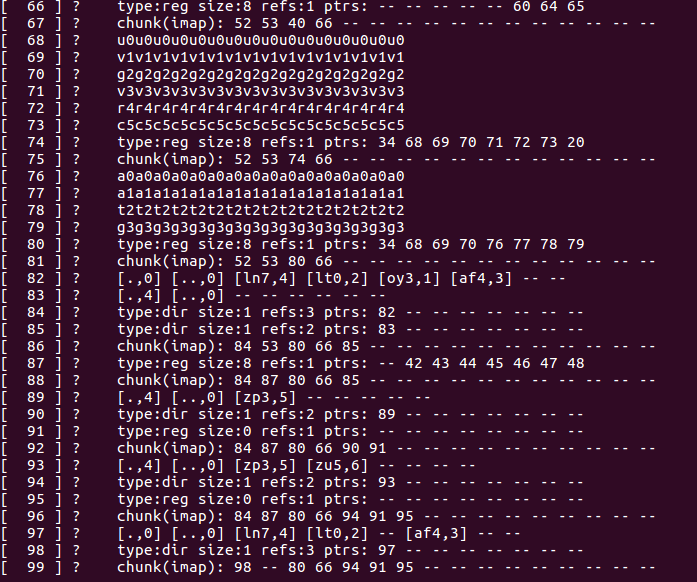 [  66 ] ?    type:reg size:8 refs:1 ptrs: -- -- -- -- -- 60 64 65
[  67 ] ?    chunk(imap): 52 53 40 66 -- -- -- -- -- -- -- -- -- -- -- --
[  68 ] ?    u0u0u0u0u0u0u0u0u0u0u0u0u0u0u0u0
[  69 ] ?    v1v1v1v1v1v1v1v1v1v1v1v1v1v1v1v1
[  70 ] ?    g2g2g2g2g2g2g2g2g2g2g2g2g2g2g2g2
[  71 ] ?    v3v3v3v3v3v3v3v3v3v3v3v3v3v3v3v3
[  72 ] ?    r4r4r4r4r4r4r4r4r4r4r4r4r4r4r4r4
[  73 ] ?    c5c5c5c5c5c5c5c5c5c5c5c5c5c5c5c5
[  74 ] ?    type:reg size:8 refs:1 ptrs: 34 68 69 70 71 72 73 20
[  75 ] ?    chunk(imap): 52 53 74 66 -- -- -- -- -- -- -- -- -- -- -- --
[  76 ] ?    a0a0a0a0a0a0a0a0a0a0a0a0a0a0a0a0
[  77 ] ?    a1a1a1a1a1a1a1a1a1a1a1a1a1a1a1a1
[  78 ] ?    t2t2t2t2t2t2t2t2t2t2t2t2t2t2t2t2
[  79 ] ?    g3g3g3g3g3g3g3g3g3g3g3g3g3g3g3g3
[  80 ] ?    type:reg size:8 refs:1 ptrs: 34 68 69 70 76 77 78 79
[  81 ] ?    chunk(imap): 52 53 80 66 -- -- -- -- -- -- -- -- -- -- -- --
[  82 ] ?    [.,0] [..,0] [ln7,4] [lt0,2] [oy3,1] [af4,3] -- --
[  83 ] ?    [.,4] [..,0] -- -- -- -- -- --
[  84 ] ?    type:dir size:1 refs:3 ptrs: 82 -- -- -- -- -- -- --
[  85 ] ?    type:dir size:1 refs:2 ptrs: 83 -- -- -- -- -- -- --
[  86 ] ?    chunk(imap): 84 53 80 66 85 -- -- -- -- -- -- -- -- -- -- --
[  87 ] ?    type:reg size:8 refs:1 ptrs: -- 42 43 44 45 46 47 48
[  88 ] ?    chunk(imap): 84 87 80 66 85 -- -- -- -- -- -- -- -- -- -- --
[  89 ] ?    [.,4] [..,0] [zp3,5] -- -- -- -- --
[  90 ] ?    type:dir size:1 refs:2 ptrs: 89 -- -- -- -- -- -- --
[  91 ] ?    type:reg size:0 refs:1 ptrs: -- -- -- -- -- -- -- --
[  92 ] ?    chunk(imap): 84 87 80 66 90 91 -- -- -- -- -- -- -- -- -- --
[  93 ] ?    [.,4] [..,0] [zp3,5] [zu5,6] -- -- -- --
[  94 ] ?    type:dir size:1 refs:2 ptrs: 93 -- -- -- -- -- -- --
[  95 ] ?    type:reg size:0 refs:1 ptrs: -- -- -- -- -- -- -- --
[  96 ] ?    chunk(imap): 84 87 80 66 94 91 95 -- -- -- -- -- -- -- -- --
[  97 ] ?    [.,0] [..,0] [ln7,4] [lt0,2] -- [af4,3] -- --
[  98 ] ?    type:dir size:1 refs:3 ptrs: 97 -- -- -- -- -- -- --
[  99 ] ?    chunk(imap): 98 -- 80 66 94 91 95 -- -- -- -- -- -- -- -- --